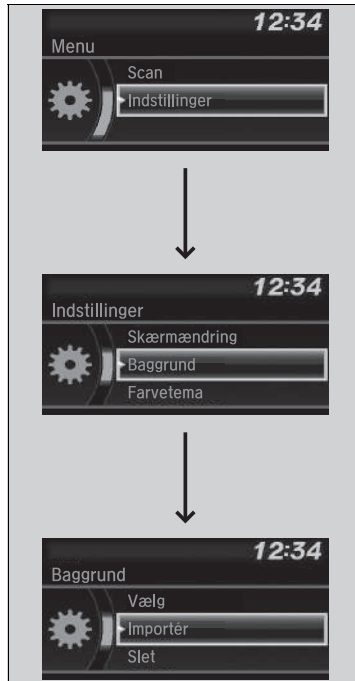 12:34
Menu
Scan
Indstillinger
12:34
Indstillinger
Skærmændring
Baggrund
Farvetema
12:34
Baggrund
Vælg
Importér
Slet